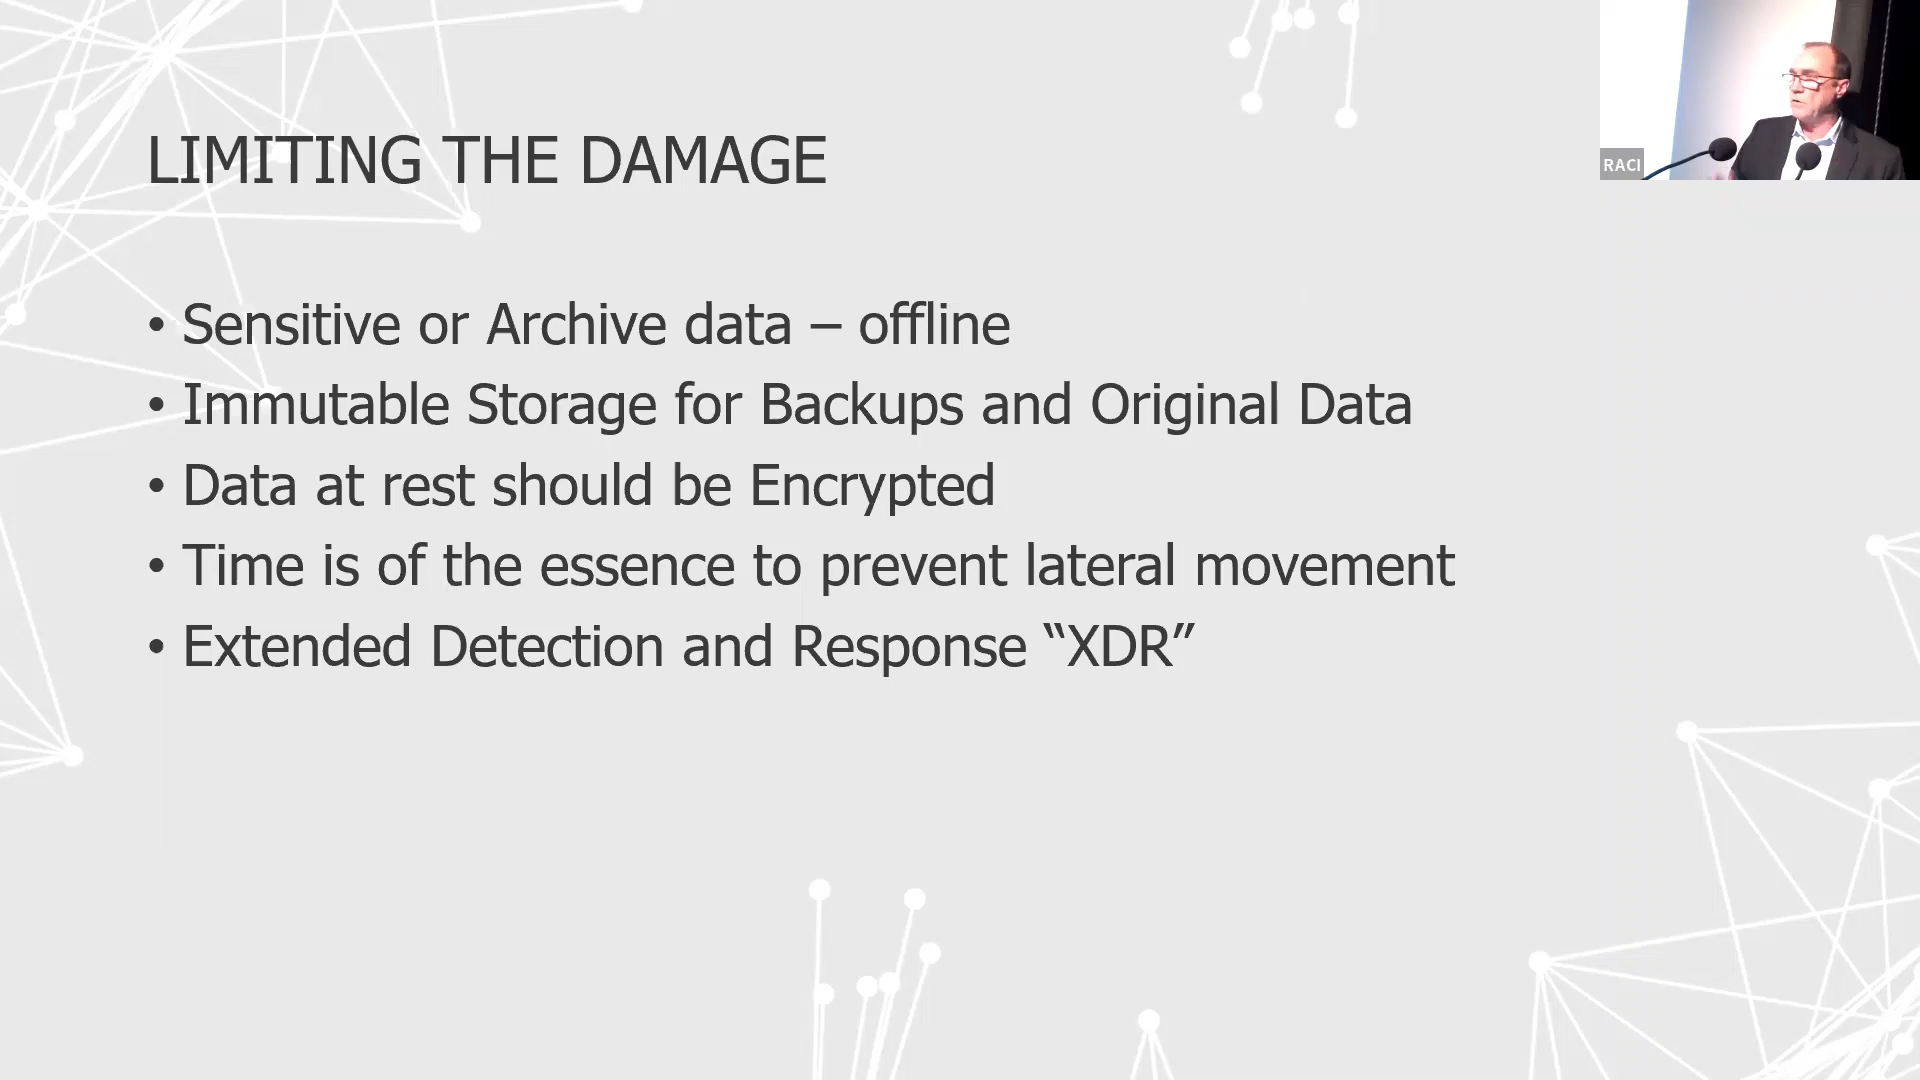 LIMITING THE DAMAGE
RACI
• Sensitive or Archive data – offline
• Immutable Storage for Backups and Original Data
• Data at rest should be Encrypted
• Time is of the essence to prevent lateral movement
• Extended Detection and Response “XDR”